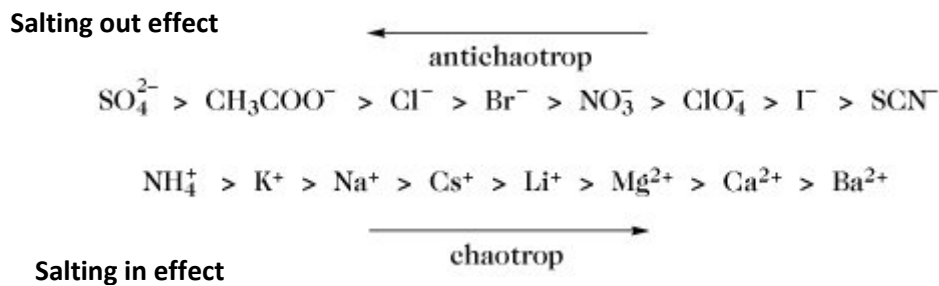 Salting out effect
antichaotrop
SO₄²⁻ > CH₃COO⁻ > Cl⁻ > Br⁻ > NO₃⁻ > ClO₄⁻ > I⁻ > SCN⁻
NH₄⁺ > K⁺ > Na⁺ > Cs⁺ > Li⁺ > Mg²⁺ > Ca²⁺ > Ba²⁺
chaotrop
Salting in effect